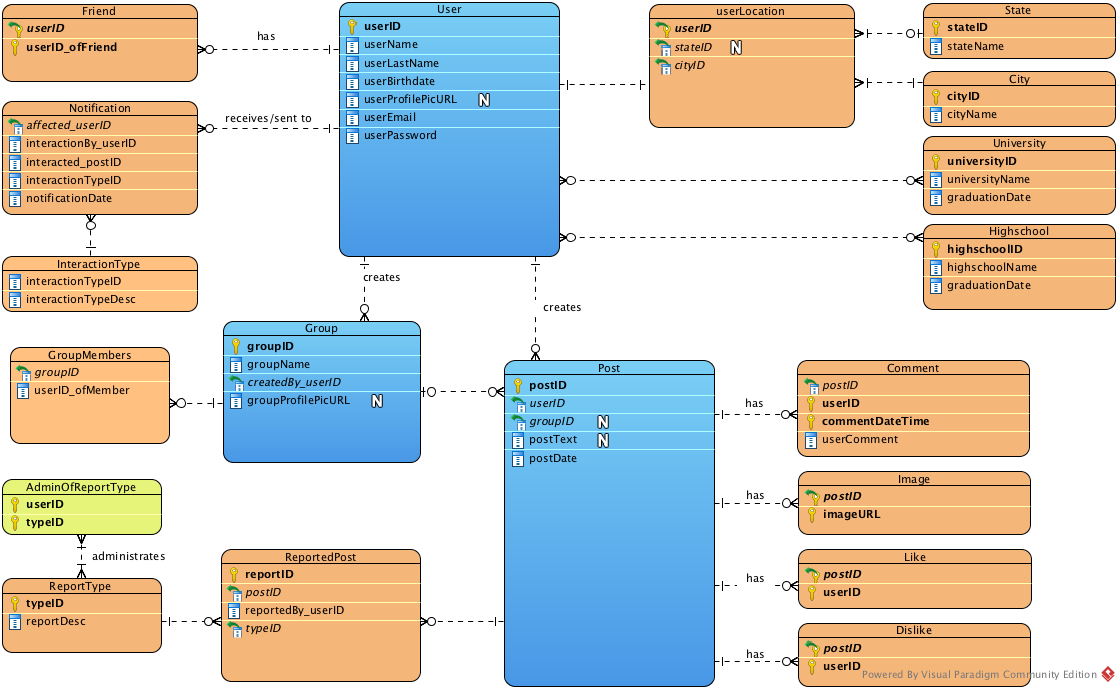 Friend
userID
userID_ofFriend
has
User
userID
userName
userLastName
userBirthdate
userProfilePicURL N
userEmail
userPassword
userLocation
userID
stateID N
cityID
State
stateID
stateName
City
cityID
cityName
Notification
affected_userID
interactionBy_userID
interacted_postID
interactionTypeID
notificationDate
receives/sent to
University
universityID
universityName
graduationDate
Highschool
highschoolID
highschoolName
graduationDate
InteractionType
interactionTypeID
interactionTypeDesc
creates
creates
Group
groupID
groupName
createdBy_userID
groupProfilePicURL N
GroupMembers
groupID
userID_ofMember
Post
postID
userID
groupID N
postText N
postDate
has
Comment
postID
userID
commentDateTime
userComment
has
Image
postID
imageURL
AdminOfReportType
userID
typeID
administrates
ReportType
typeID
reportDesc
ReportedPost
reportID
postID
reportedBy_userID
typeID
has
Like
postID
userID
has
Dislike
postID
userID
Powered By Visual Paradigm Community Edition